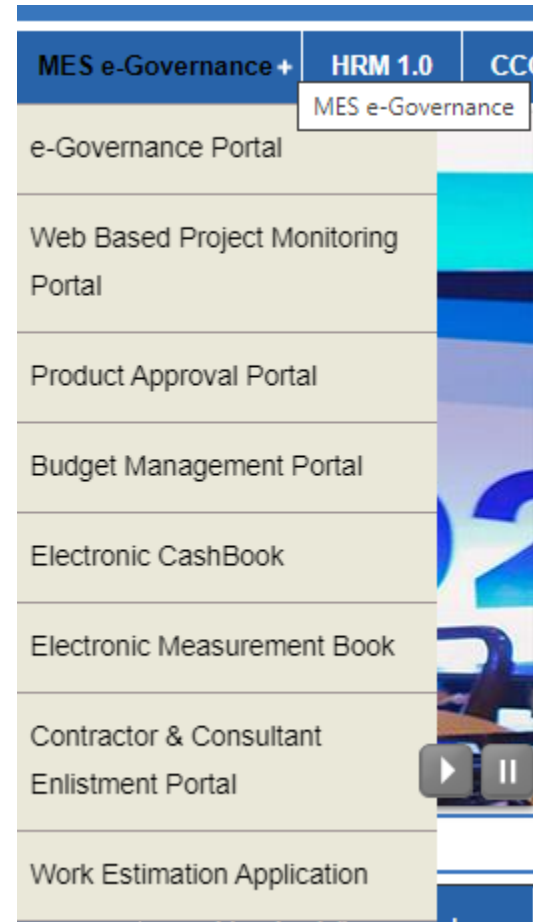 MES e-Governance+ HRM 1.0
MES e-Governance
e-Governance Portal
Web Based Project Monitoring
Portal
Product Approval Portal
Budget Management Portal
Electronic CashBook
Electronic Measurement Book
Contractor & Consultant
Enlistment Portal
Work Estimation Application